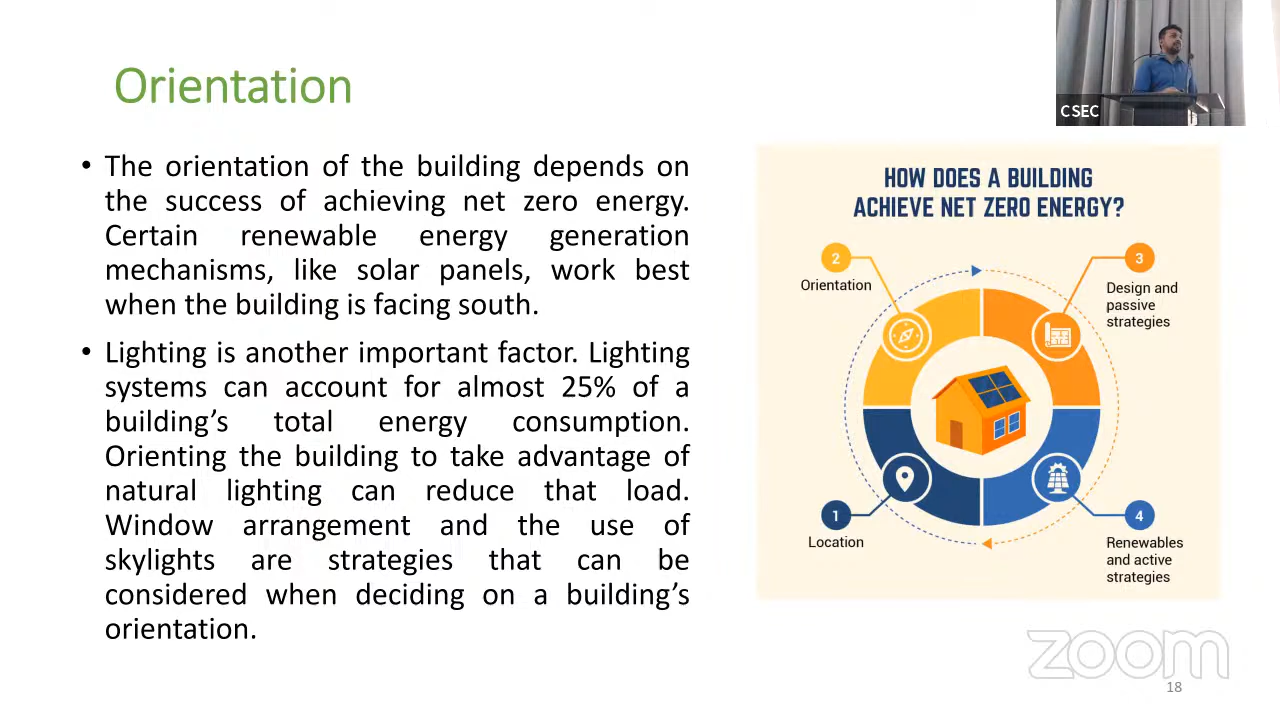 Orientation
CSEC
• The orientation of the building depends on
the success of achieving net zero energy.
Certain renewable energy generation
mechanisms, like solar panels, work best
when the building is facing south.
• Lighting is another important factor. Lighting
systems can account for almost 25% of a
building’s total energy consumption.
Orienting the building to take advantage of
natural lighting can reduce that load.
Window arrangement and the use of
skylights are strategies that can be
considered when deciding on a building’s
orientation.
HOW DOES A BUILDING
ACHIEVE NET ZERO ENERGY?
2
Orientation
3
Design and
passive
strategies
1
Location
4
Renewables
and active
strategies
zoom
18